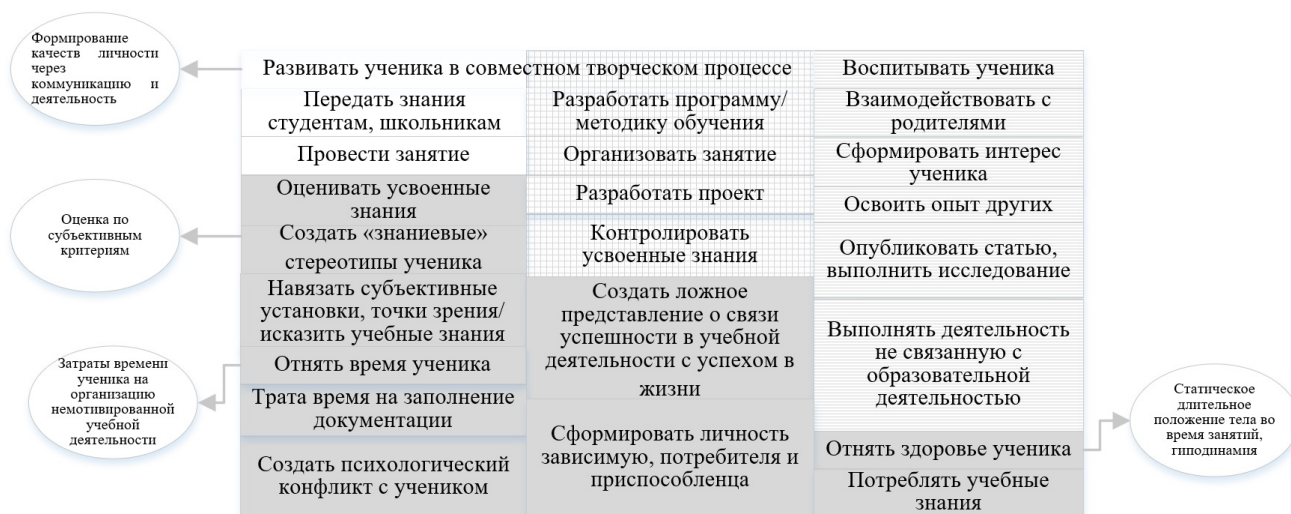 Формирование
качеств личности
через
коммуникацию и
деятельность
Развивать ученика в совместном творческом процессе
Воспитывать ученика
Передать знания
студентам, школьникам
Разработать программу/
методику обучения
Взаимодействовать с
родителями
Провести занятие
Организовать занятие
Сформировать интерес
ученика
Оценивать усвоенные
знания
Разработать проект
Освоить опыт других
Оценка по
субъективным
критериям
Создать «знаниевые»
стереотипы ученика
Контролировать
усвоенные знания
Опубликовать статью,
выполнить исследование
Навязать субъективные
установки, точки зрения/
исказить учебные знания
Создать ложное
представление о связи
успешности в учебной
деятельности с успехом в
жизни
Выполнять деятельность
не связанную с
образовательной
деятельностью
Затраты времени
ученика на
организацию
немотивированной
учебной
деятельности
Отнять время ученика
Трата время на заполнение
документации
Сформировать личность
зависимую, потребителя и
приспособленца
Отнять здоровье ученика
Статическое
длительное
положение тела во
время занятий,
гиподинамия
Создать психологический
конфликт с учеником
Потреблять учебные
знания